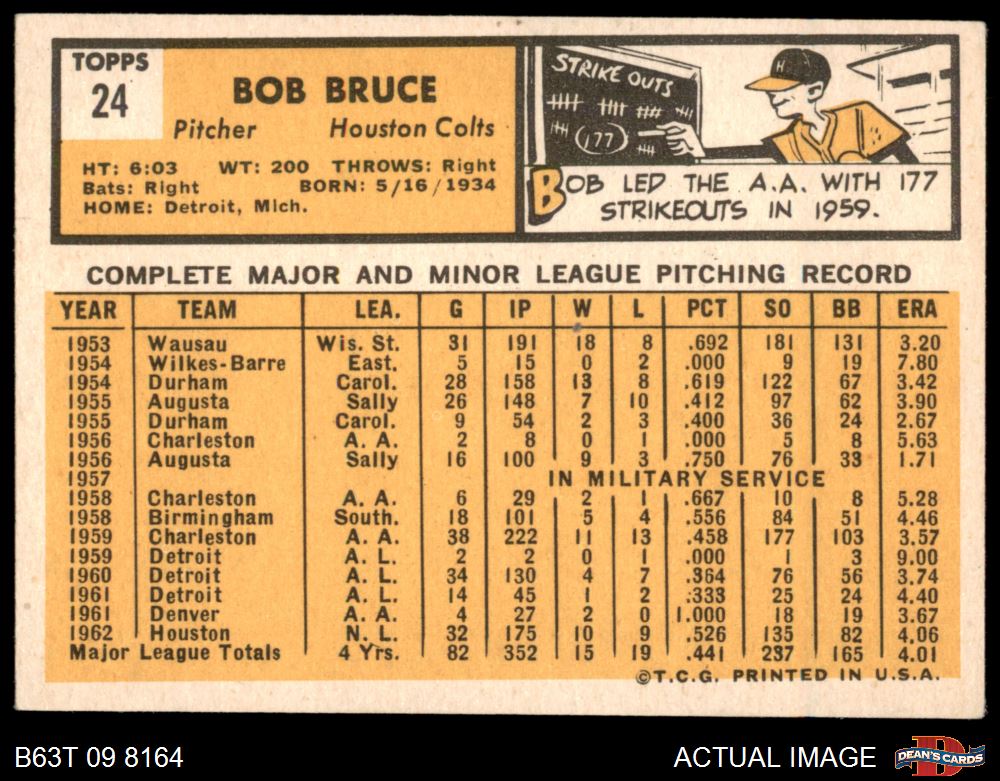 TOPPS
24
BOB BRUCE
Pitcher Houston Colts
HT: 6:03 WT: 200 THROWS: Right
Bats: Right BORN: 5/16/1934
HOME: Detroit, Mich.
STRIKE OUTS
177
H
BOB LED THE A.A. WITH 177
STRIKEOUTS IN 1959.
COMPLETE MAJOR AND MINOR LEAGUE PITCHING RECORD
YEAR TEAM LEA. G IP W L PCT SO BB ERA
1953 Wausau Wis. St. 31 191 18 8 .692 181 131 3.20
1954 Wilkes-Barre East. 5 15 0 2 .000 9 19 7.80
1954 Durham Carol. 28 158 13 8 .619 122 67 3.42
1955 Augusta Sally 26 148 7 10 .412 97 62 3.90
1955 Durham Carol. 9 54 2 3 .400 36 24 2.67
1956 Charleston A. A. 2 8 0 1 .000 5 8 5.63
1956 Augusta Sally 16 100 9 3 .750 76 33 1.71
1957 IN MILITARY SERVICE
1958 Charleston A. A. 6 29 2 1 .667 10 8 5.28
1958 Birmingham South. 18 101 5 4 .556 84 51 4.46
1959 Charleston A. A. 38 222 11 13 .458 177 103 3.57
1959 Detroit A. L. 2 2 0 1 .000 1 3 9.00
1960 Detroit A. L. 34 130 4 7 .364 76 56 3.74
1961 Detroit A. L. 14 45 1 2 .333 25 24 4.40
1961 Denver A. A. 4 27 2 0 1.000 18 19 3.67
1962 Houston N. L. 32 175 10 9 .526 135 82 4.06
Major League Totals 4 Yrs. 82 352 15 19 .441 237 165 4.01
©T.C.G. PRINTED IN U.S.A.
B63T 09 8164 ACTUAL IMAGE DEAN'S CARDS